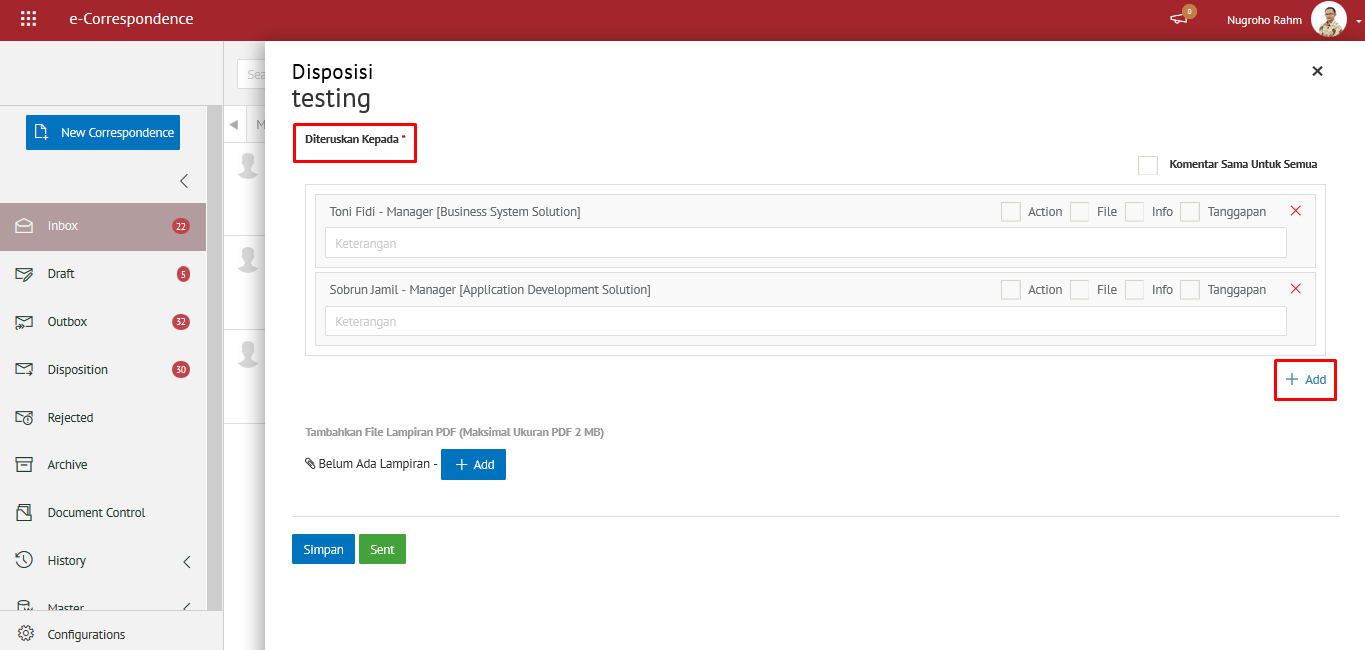 e-Correspondence
0
Nugroho Rahm
New Correspondence
Inbox 22
Draft 5
Outbox 32
Disposition 30
Rejected
Archive
Document Control
History
Master
Configurations
Sea
M
Disposisi
testing
Diteruskan Kepada *
Komentar Sama Untuk Semua
Toni Fidi - Manager [Business System Solution] Action File Info Tanggapan
Keterangan
Sobrun Jamil - Manager [Application Development Solution] Action File Info Tanggapan
Keterangan
+ Add
Tambahkan File Lampiran PDF (Maksimal Ukuran PDF 2 MB)
Belum Ada Lampiran - + Add
Simpan Sent